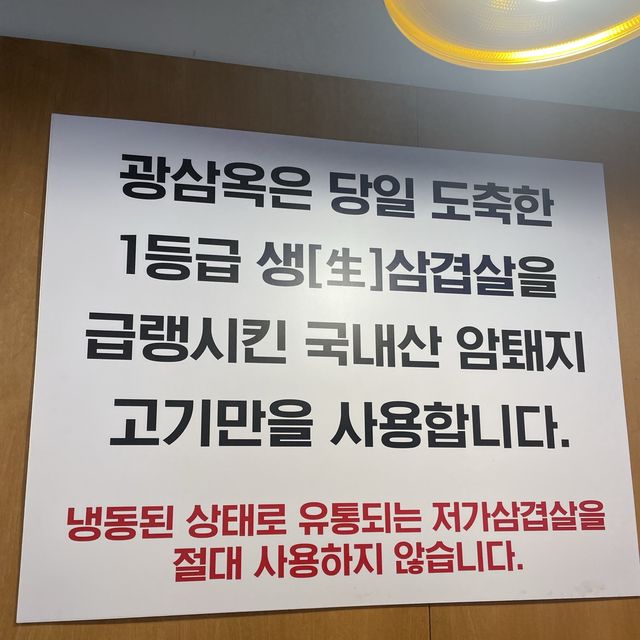 광삼옥은 당일 도축한
1등급 생[生]삼겹살을
급랭시킨 국내산 암퇘지
고기만을 사용합니다.
냉동된 상태로 유통되는 저가삼겹살을
절대 사용하지 않습니다.